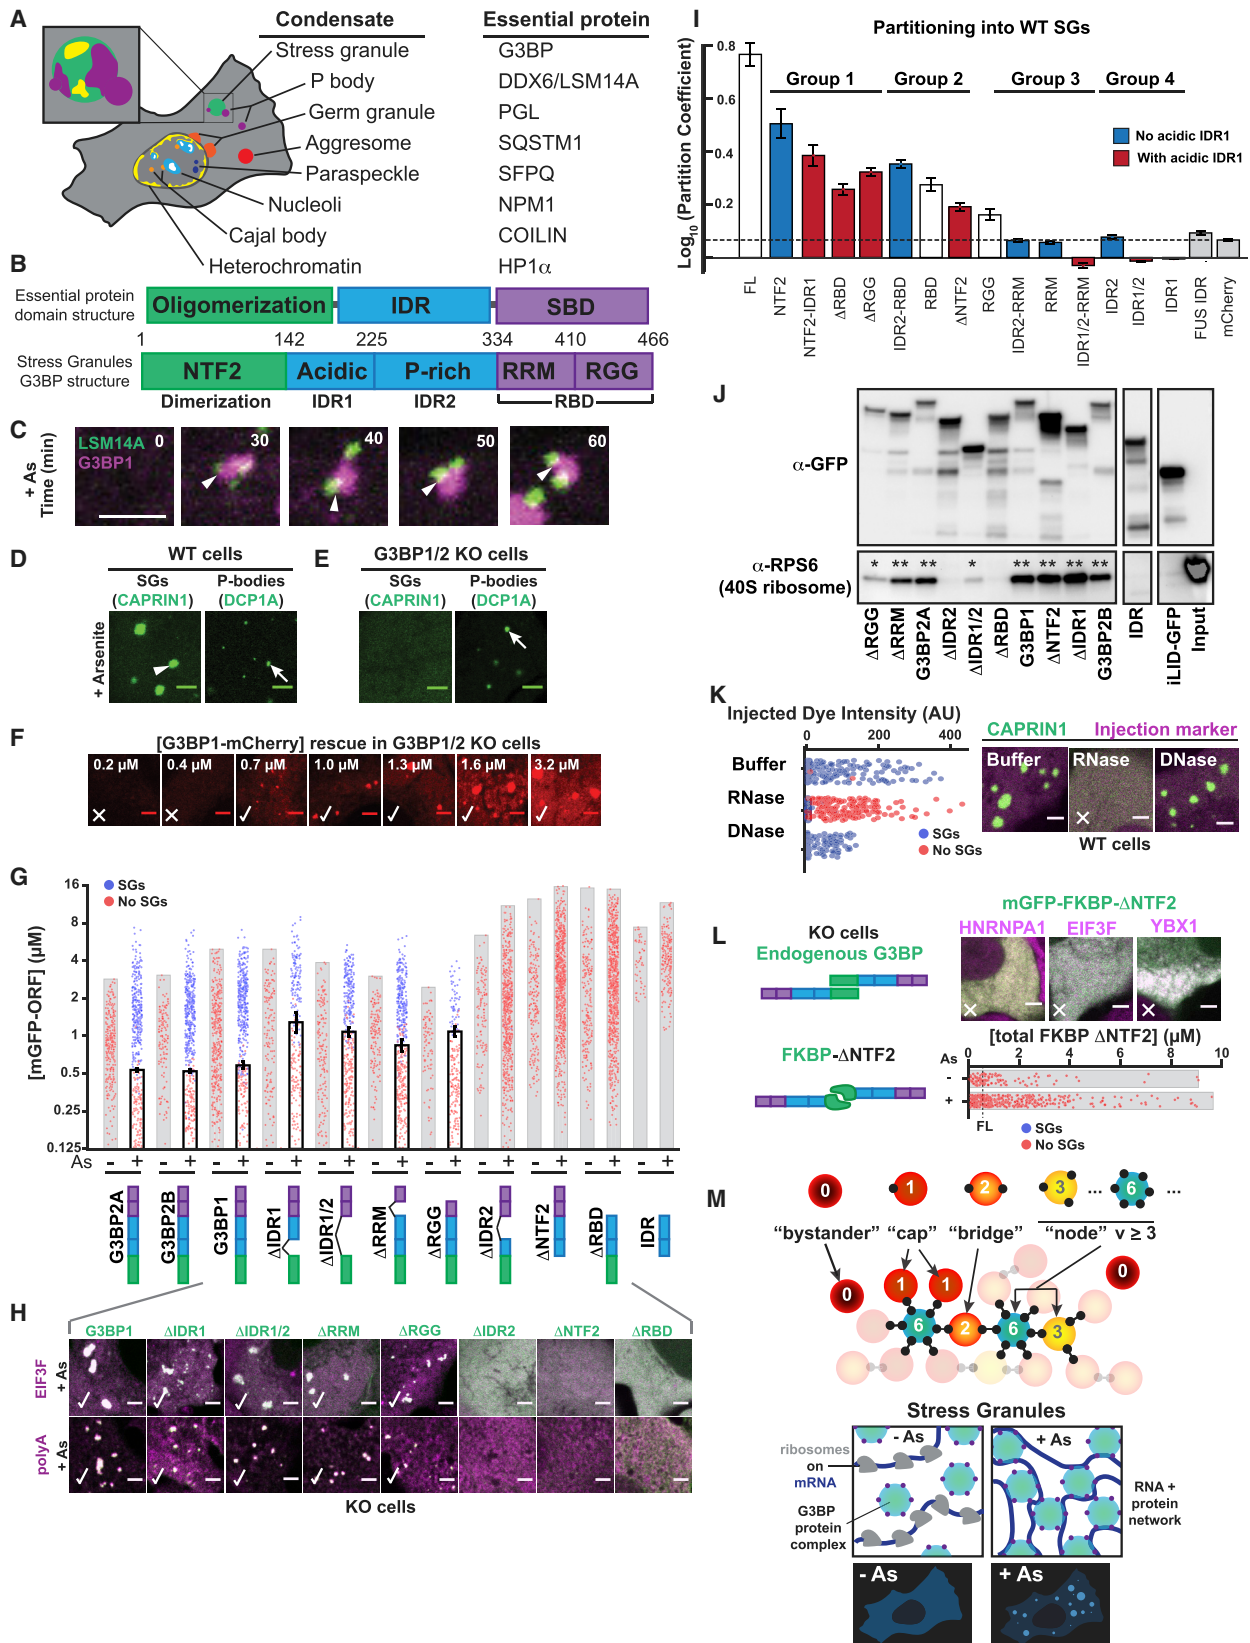 A
Condensate
Essential protein
Stress granule
G3BP
P body
DDX6/LSM14A
Germ granule
PGL
Aggresome
SQSTM1
Paraspeckle
SFPQ
Nucleoli
NPM1
Cajal body
COILIN
Heterochromatin
HP1α
B
Essential protein
domain structure
Oligomerization
IDR
SBD
1
142
225
334
410
466
Stress Granules
G3BP structure
NTF2
Acidic
P-rich
RRM
RGG
Dimerization
IDR1
IDR2
RBD
C
+ As
Time (min)
LSM14A
G3BP1
0
30
40
50
60
D
WT cells
SGs
(CAPRIN1)
P-bodies
(DCP1A)
+ Arsenite
E
G3BP1/2 KO cells
SGs
(CAPRIN1)
P-bodies
(DCP1A)
F
[G3BP1-mCherry] rescue in G3BP1/2 KO cells
0.2 µM
0.4 µM
0.7 µM
1.0 µM
1.3 µM
1.6 µM
3.2 µM
G
SGs
No SGs
[mGFP-ORF] (µM)
16
8
4
2
1
0.5
0.25
0.125
As
- +
- +
- +
- +
- +
- +
- +
- +
- +
- +
- +
G3BP2A
G3BP2B
G3BP1
ΔIDR1
ΔIDR1/2
ΔRRM
ΔRGG
ΔIDR2
ΔNTF2
ΔRBD
IDR
H
G3BP1
ΔIDR1
ΔIDR1/2
ΔRRM
ΔRGG
ΔIDR2
ΔNTF2
ΔRBD
EIF3F
+ As
polyA
+ As
KO cells
I
Partitioning into WT SGs
Log10 (Partition Coefficient)
0.8
0.6
0.4
0.2
Group 1
Group 2
Group 3
Group 4
No acidic IDR1
With acidic IDR1
FL
NTF2
NTF2-IDR1
ΔRBD
ΔRGG
IDR2-RBD
RBD
ΔNTF2
RGG
IDR2-RRM
RRM
IDR1/2-RRM
IDR2
IDR1/2
IDR1
FUS IDR
mCherry
J
α-GFP
α-RPS6
(40S ribosome)
* ** ** * ** ** ** **
ΔRGG
ΔRRM
G3BP2A
ΔIDR2
ΔIDR1/2
ΔRBD
G3BP1
ΔNTF2
ΔIDR1
G3BP2B
IDR
iLID-GFP
Input
K
Injected Dye Intensity (AU)
0
200
400
Buffer
RNase
DNase
SGs
No SGs
CAPRIN1
Injection marker
Buffer
RNase
DNase
WT cells
L
KO cells
Endogenous G3BP
FKBP-ΔNTF2
mGFP-FKBP-ΔNTF2
HNRNPA1
EIF3F
YBX1
[total FKBP ΔNTF2] (µM)
As
0
2
4
6
8
10
-
+
FL
SGs
No SGs
M
0
1
2
3
...
6
...
"bystander"
"cap"
"bridge"
"node" v ≥ 3
0
1
1
0
6
2
6
3
Stress Granules
- As
+ As
ribosomes
on
mRNA
G3BP
protein
complex
RNA +
protein
network
- As
+ As